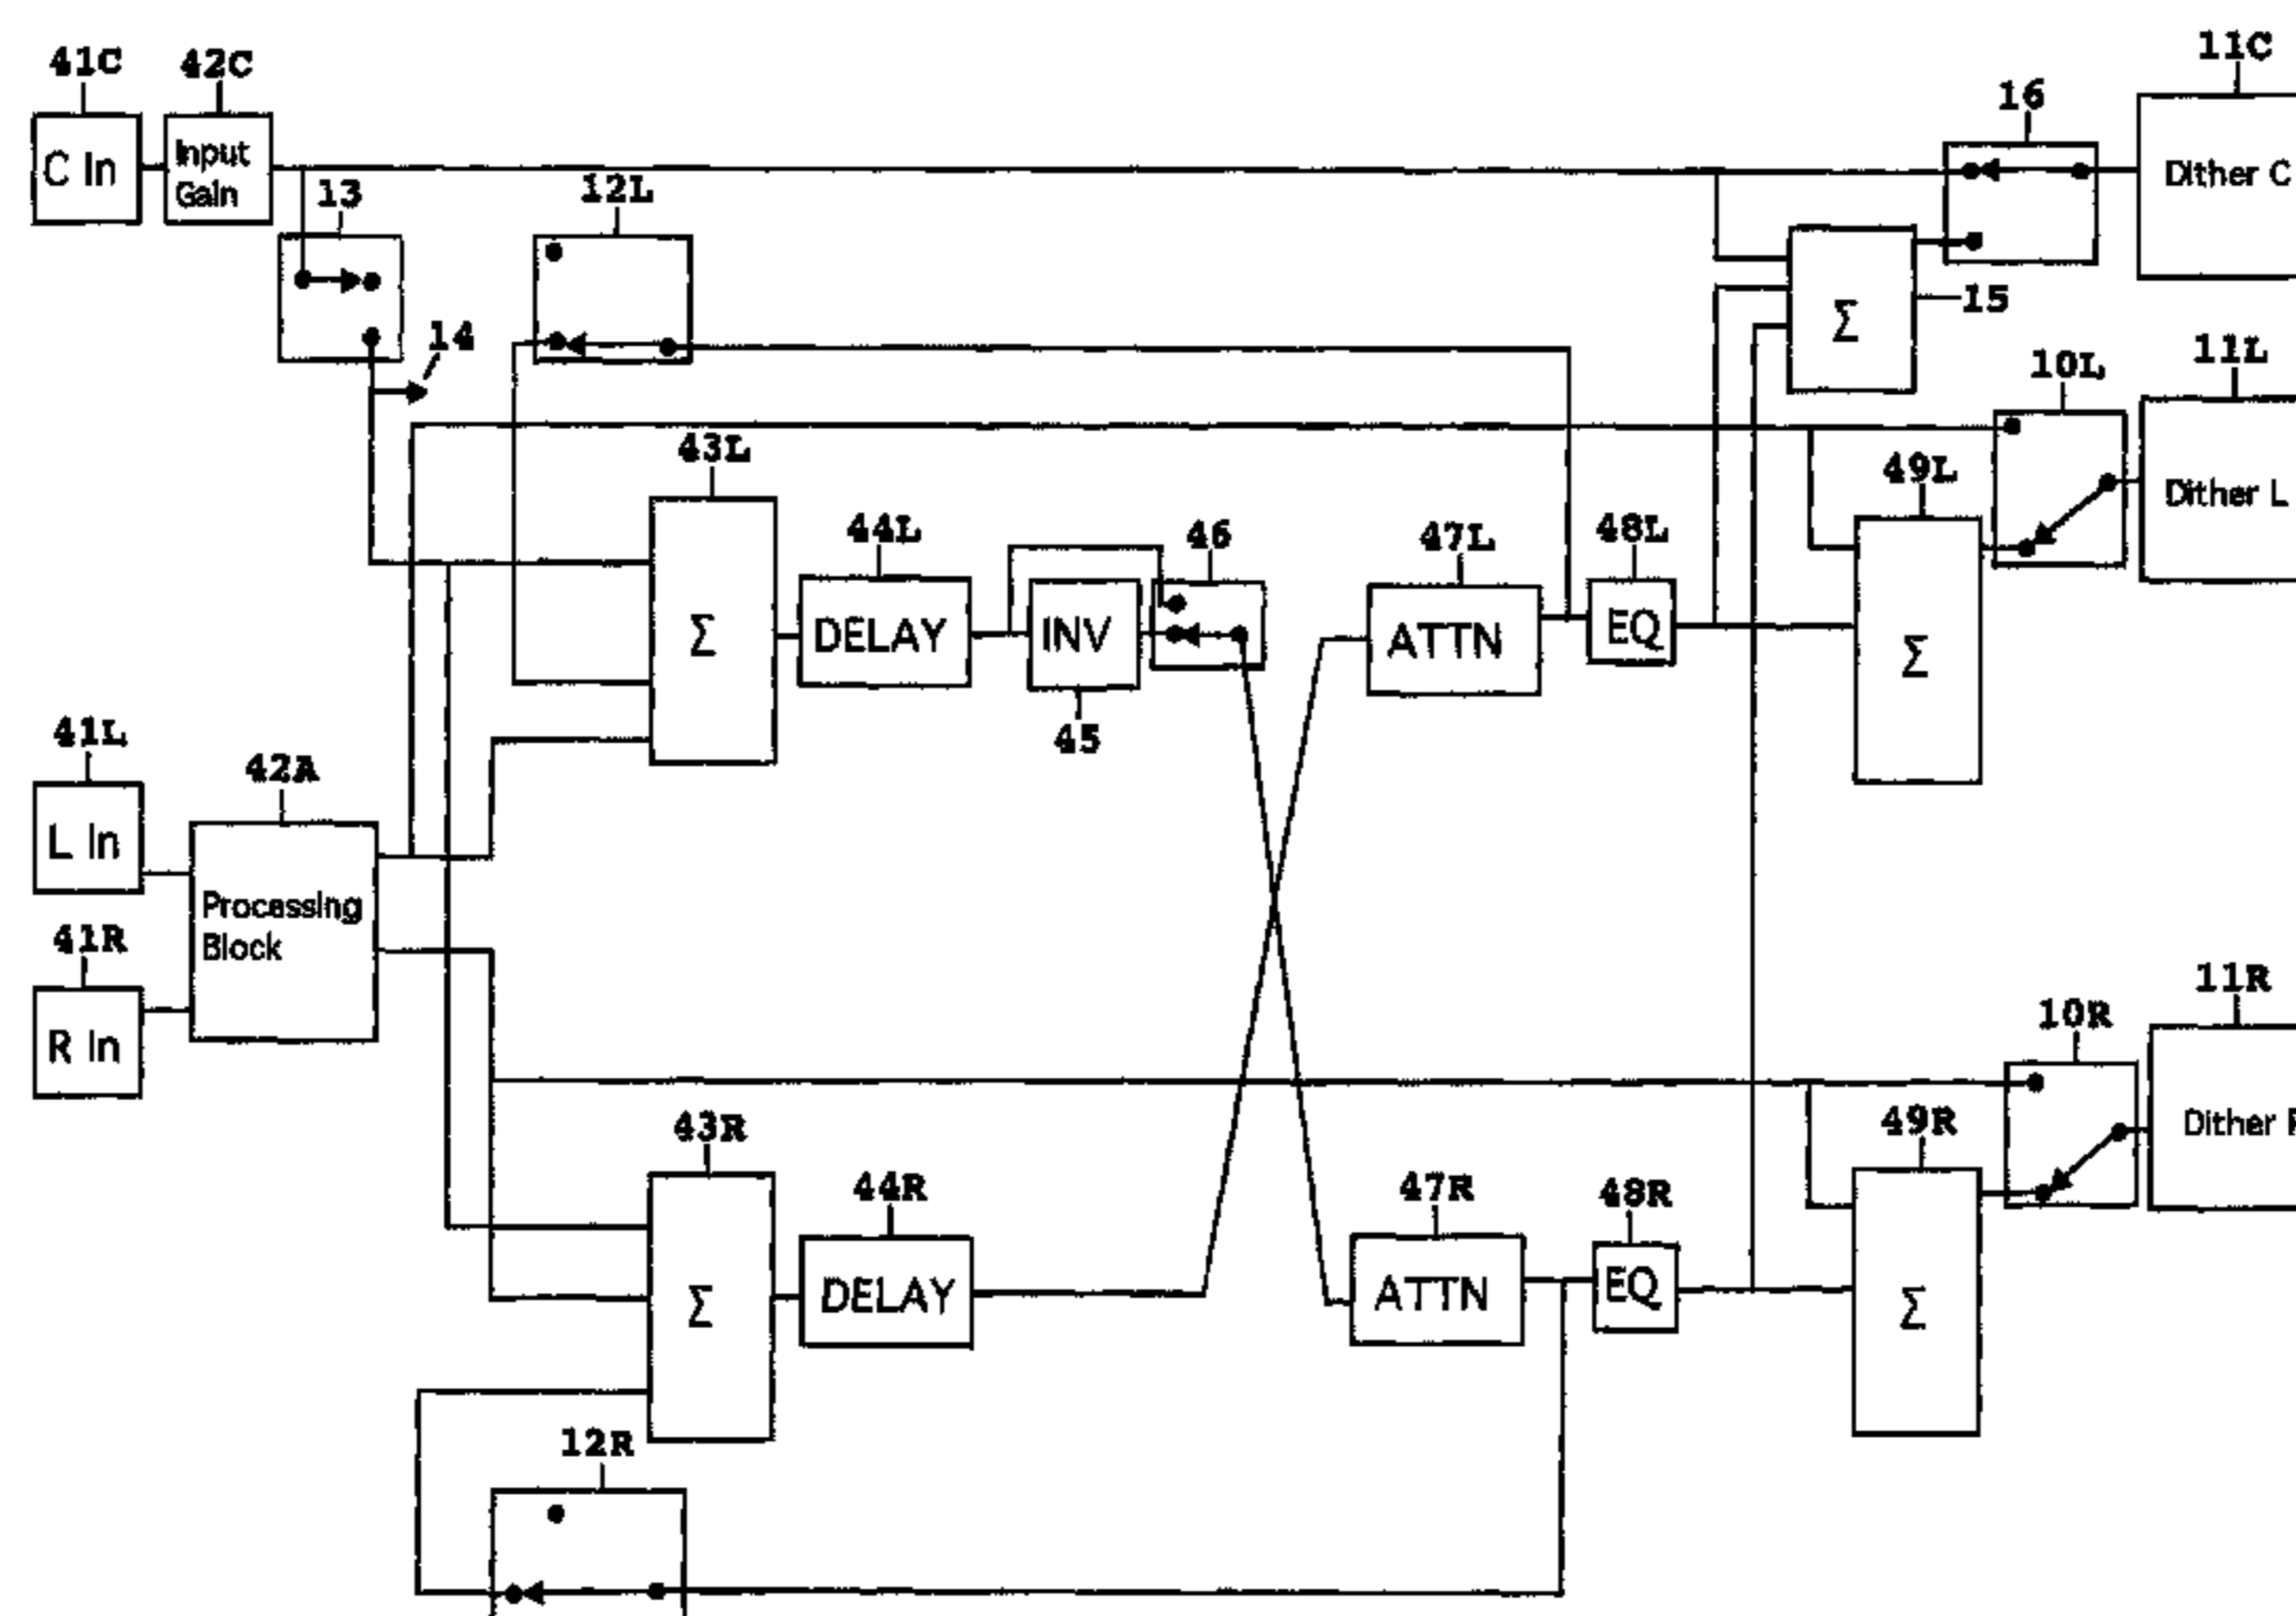 41C
42C
11C
16
C In
Input
Gain
Dither C
13
12L
15
Σ
14
10L
11L
43L
49L
Dither L
44L
46
47L
48L
Σ
DELAY
INV
ATTN
EQ
Σ
45
41L
42A
L In
Processing
Block
41R
R In
10R
11R
43R
49R
Dither
44R
47R
48R
Σ
DELAY
ATTN
EQ
Σ
12R